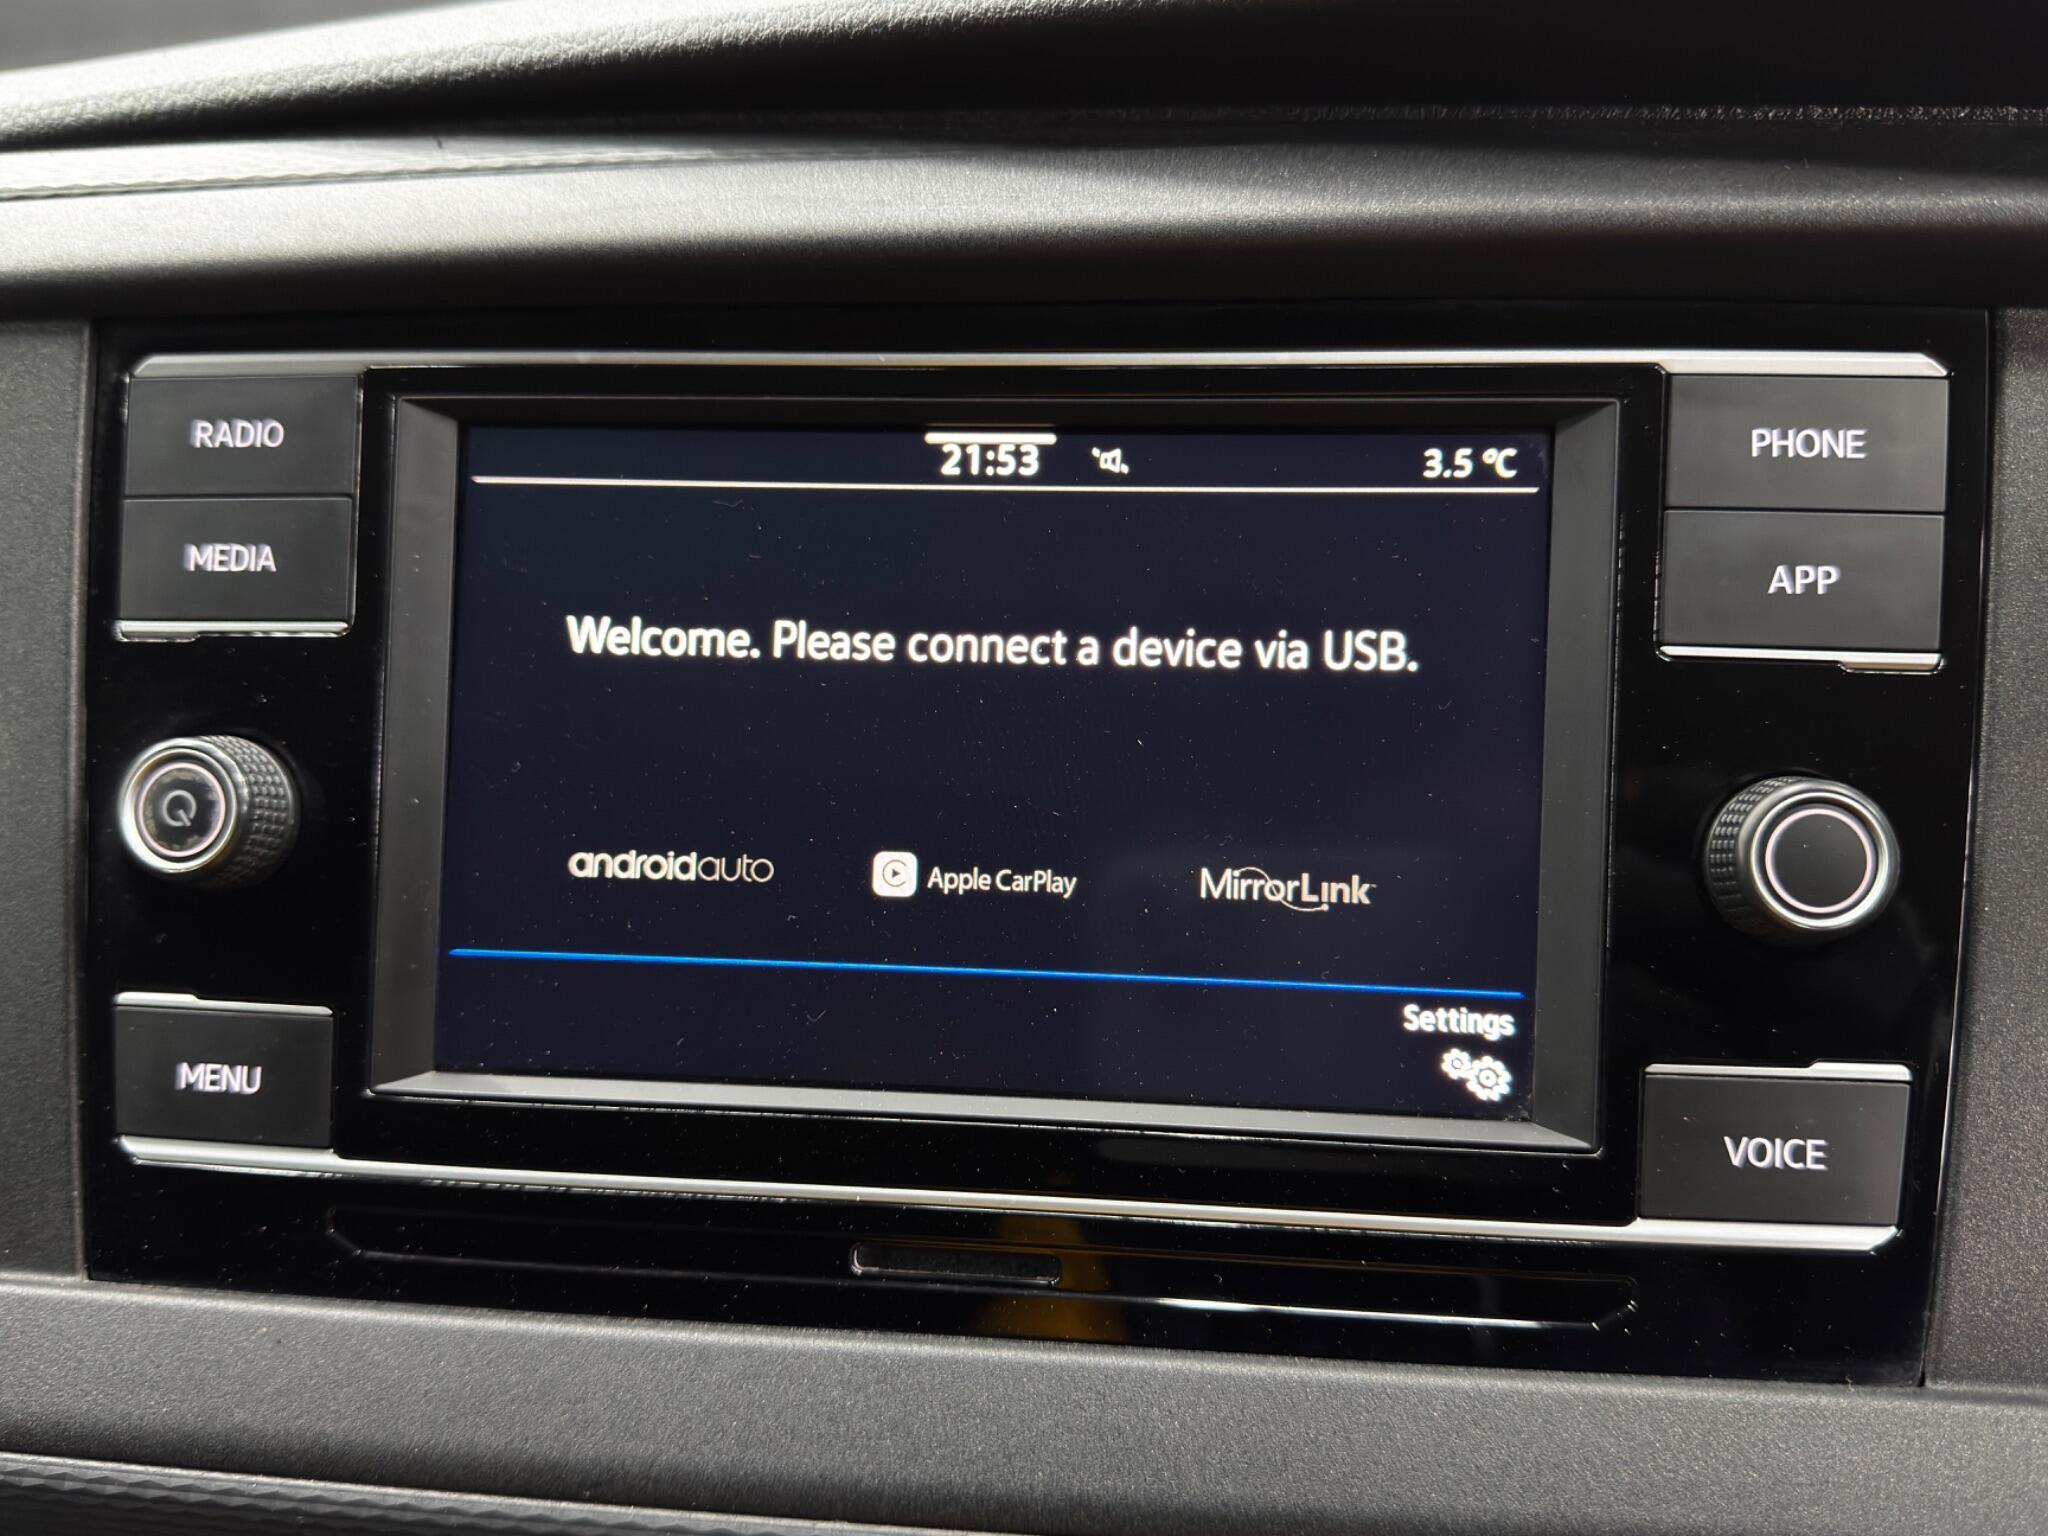 RADIO
MEDIA
MENU
21:53
3.5 °C
Welcome. Please connect a device via USB.
androidauto
Apple CarPlay
MirrorLink™
Settings
PHONE
APP
VOICE